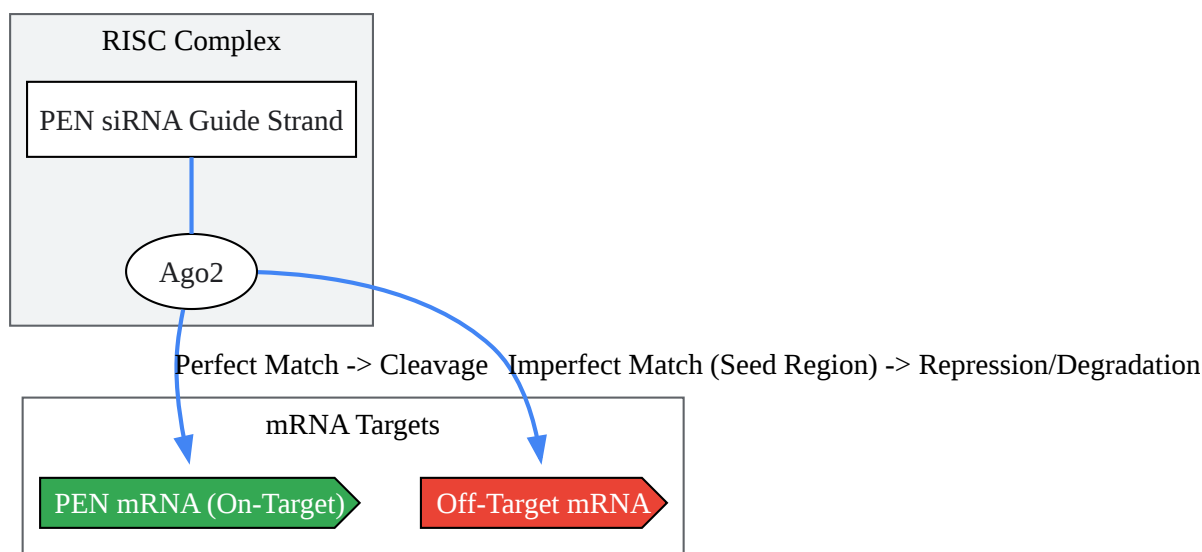 RISC Complex
PEN siRNA Guide Strand
Ago2
Perfect Match -> Cleavage
Imperfect Match (Seed Region) -> Repression/Degradation
mRNA Targets
PEN mRNA (On-Target)
Off-Target mRNA